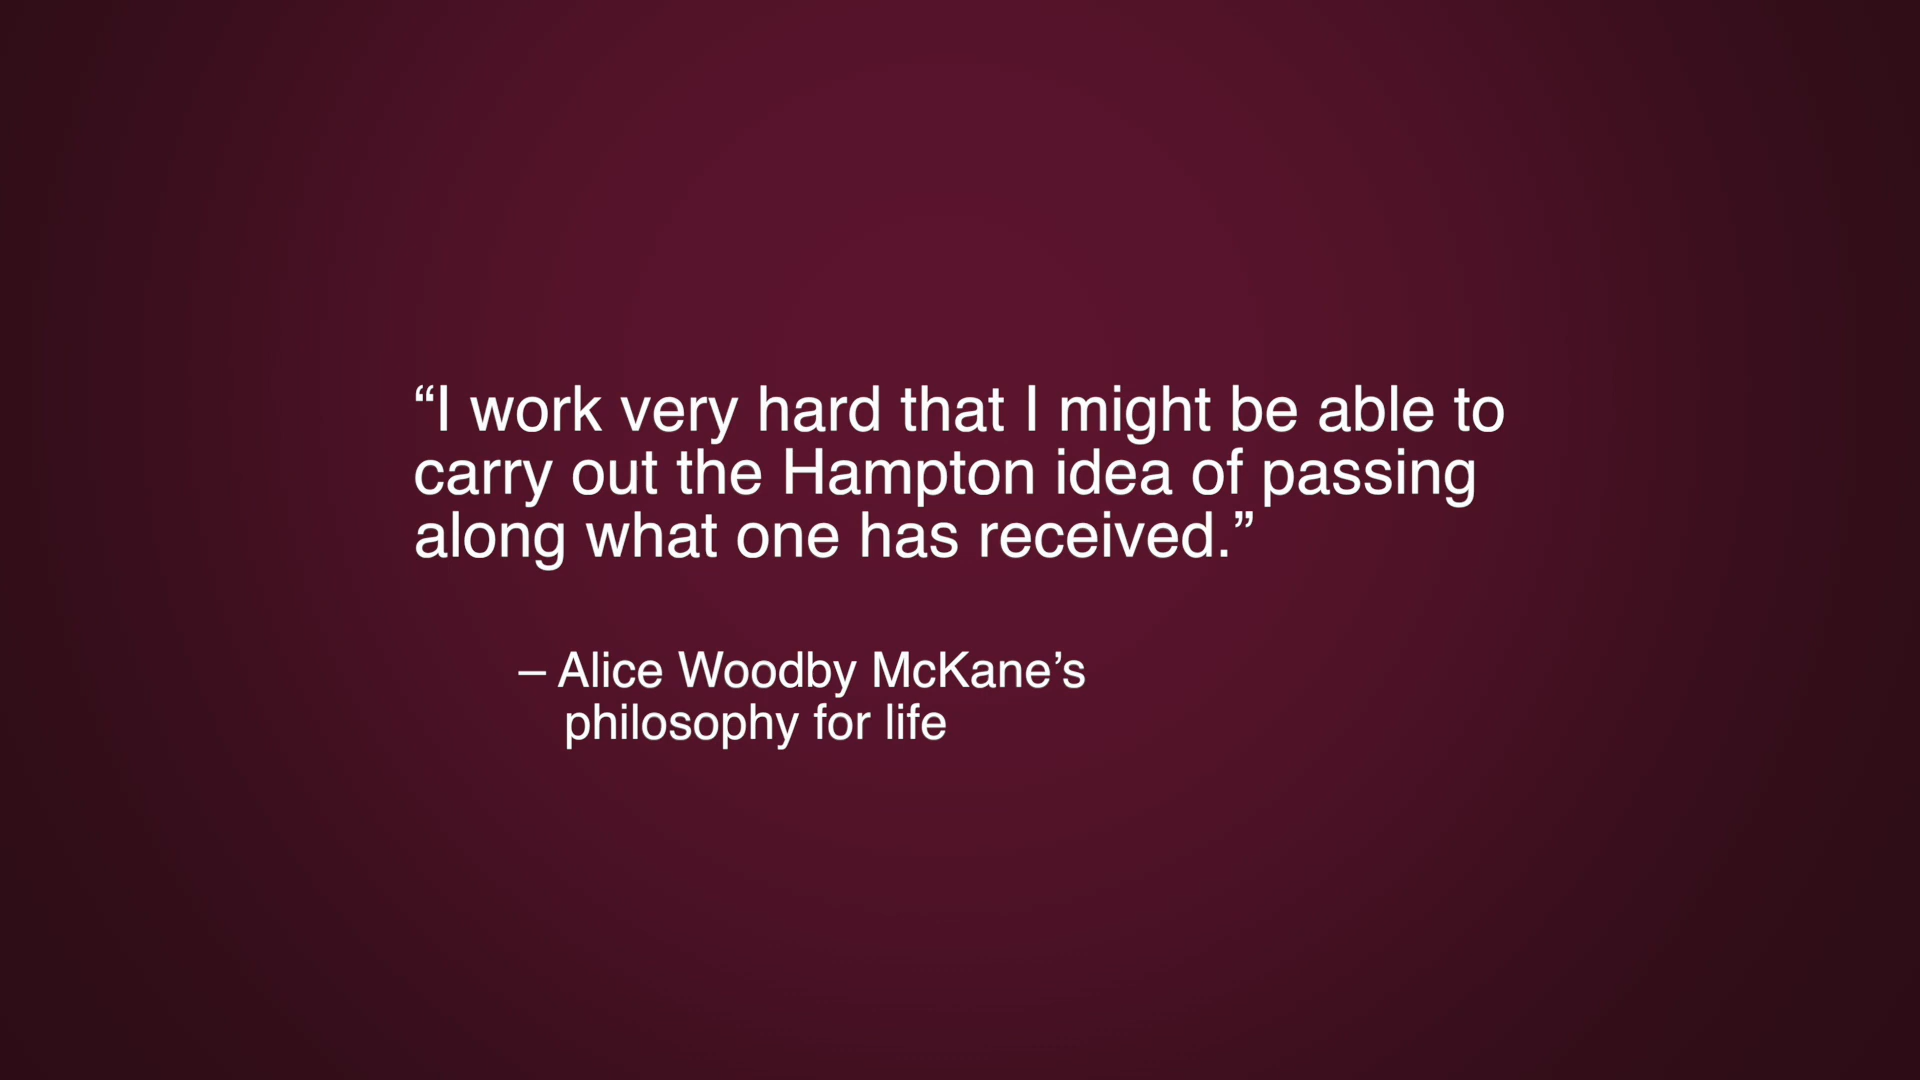 “I work very hard that I might be able to
carry out the Hampton idea of passing
along what one has received.”
– Alice Woodby McKane’s
philosophy for life